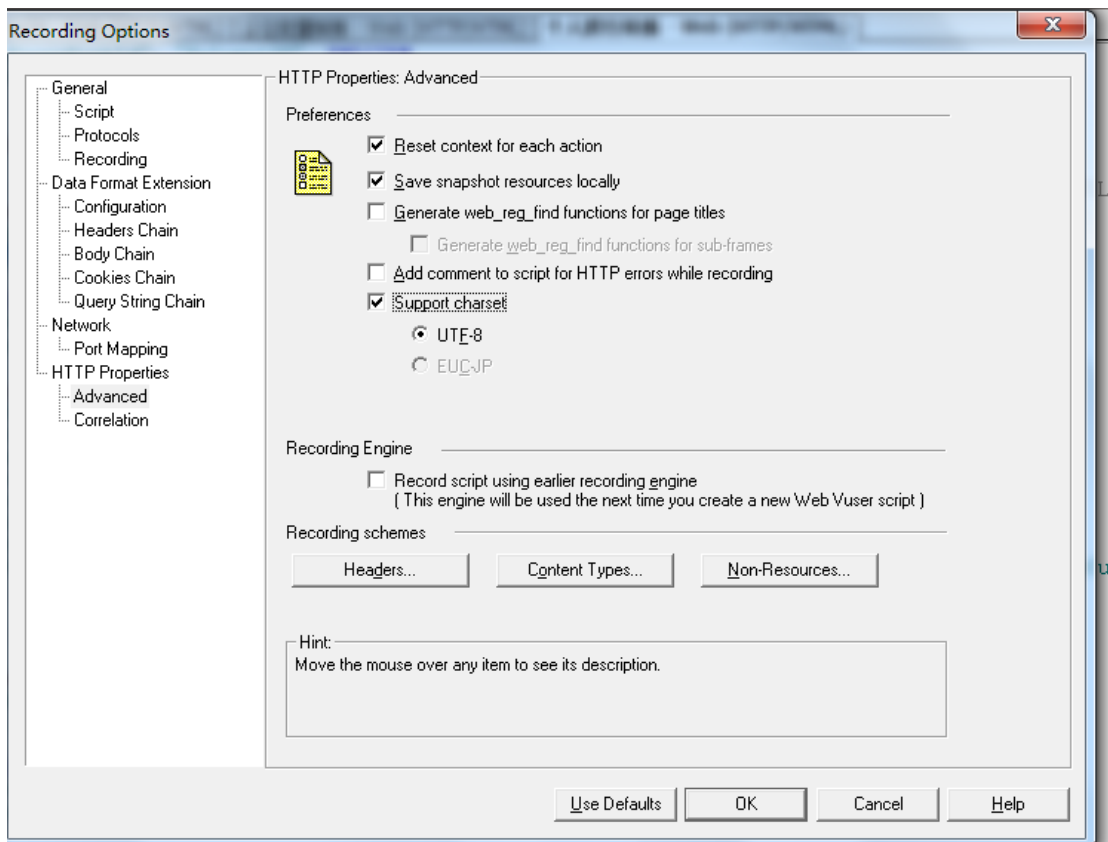 Recording Options
General
Script
Protocols
Recording
Data Format Extension
Configuration
Headers Chain
Body Chain
Cookies Chain
Query String Chain
Network
Port Mapping
HTTP Properties
Advanced
Correlation
HTTP Properties: Advanced
Preferences
Reset context for each action
Save snapshot resources locally
Generate web_reg_find functions for page titles
Generate web_reg_find functions for sub-frames
Add comment to script for HTTP errors while recording
Support charset
UTF-8
EUC-JP
Recording Engine
Record script using earlier recording engine
( This engine will be used the next time you create a new Web Vuser script )
Recording schemes
Headers...
Content Types...
Non-Resources...
Hint:
Move the mouse over any item to see its description.
Use Defaults
OK
Cancel
Help